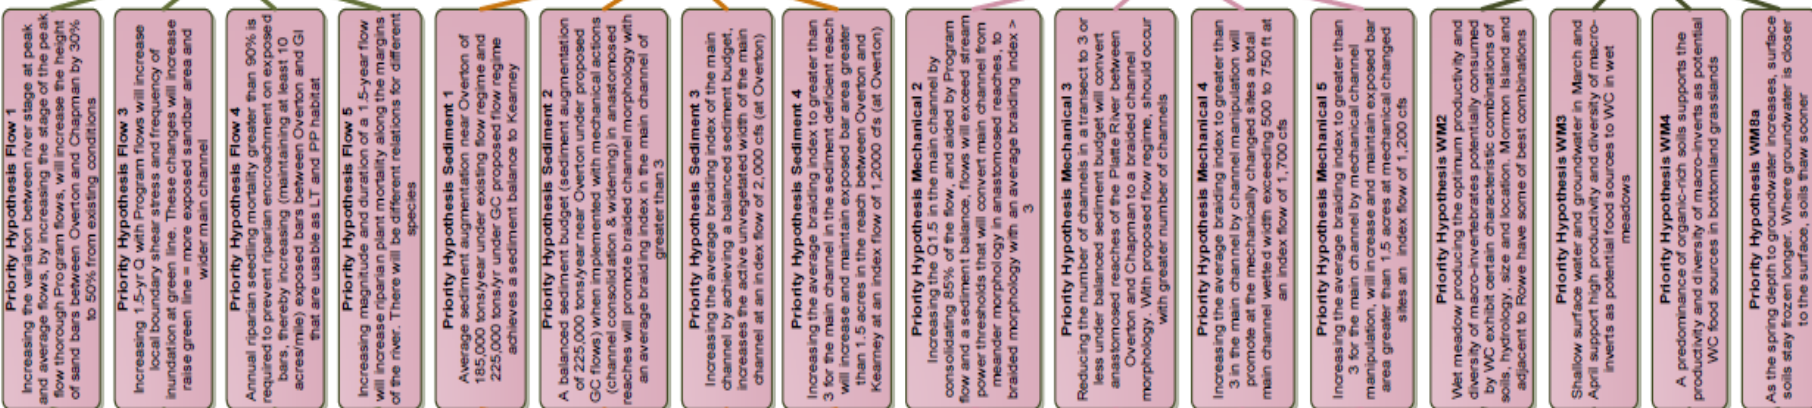 Priority Hypothesis Flow 1
Increasing the variation between river stage at peak
and average flows, by increasing the stage of the peak
flow thorough Program flows, will increase the height
of sand bars between Overton and Chapman by 30%
to 50% from existing conditions
Priority Hypothesis Flow 3
Increasing 1.5-yr Q with Program flows will increase
local boundary shear stress and frequency of
inundation at green line. These changes will increase
raise green line = more exposed sandbar area and
wider main channel
Priority Hypothesis Flow 4
Annual riparian seedling mortality greater than 90% is
required to prevent riparian encroachment on exposed
bars, thereby increasing (maintaining at least 10
acres/mile) exposed bars between Overton and GI
that are usable as LT and PP habitat
Priority Hypothesis Flow 5
Increasing magnitude and duration of a 1.5-year flow
will increase riparian plant mortality along the margins
of the river. There will be different relations for different
species
Priority Hypothesis Sediment 1
Average sediment augmentation near Overton of
185,000 tons/year under existing flow regime and
225,000 tons/yr under GC proposed flow regime
achieves a sediment balance to Kearney
Priority Hypothesis Sediment 2
A balanced sediment budget (sediment augmentation
of 225,000 tons/year near Overton under proposed
GC flows) when implemented with mechanical actions
(channel consolidation & widening) in anastomosed
reaches will promote braided channel morphology with
an average braiding index in the main channel of
greater than 3
Priority Hypothesis Sediment 3
Increasing the average braiding index of the main
channel by achieving a balanced sediment budget,
increases the active unvegetated width of the main
channel at an index flow of 2,000 cfs (at Overton)
Priority Hypothesis Sediment 4
Increasing the average braiding index to greater than
3 for the main channel in the sediment deficient reach
will increase and maintain exposed bar area greater
than 1.5 acres in the reach between Overton and
Kearney at an index flow of 1,2000 cfs (at Overton)
Priority Hypothesis Mechanical 2
Increasing the Q1.5 in the main channel by
consolidating 85% of the flow, and aided by Program
flow and a sediment balance, flows will exceed stream
power thresholds that will convert main channel from
meander morphology in anastomosed reaches, to
braided morphology with an average braiding index >
3
Priority Hypothesis Mechanical 3
Reducing the number of channels in a transect to 3 or
less under balanced sediment budget will convert
anastomosed reaches of the Platte River between
Overton and Chapman to a braided channel
morphology. With proposed flow regime, should occur
with greater number of channels
Priority Hypothesis Mechanical 4
Increasing the average braiding index to greater than
3 in the main channel by channel manipulation will
promote at the mechanically changed sites a total
main channel wetted width exceeding 500 to 750 ft at
an index flow of 1,700 cfs
Priority Hypothesis Mechanical 5
Increasing the average braiding index to greater than
3 for the main channel by mechanical channel
manipulation, will increase and maintain exposed bar
area greater than 1.5 acres at mechanical changed
sites at an index flow of 1,200 cfs
Priority Hypothesis WM2
Wet meadow producing the optimum productivity and
diversity of macro-invertebrates potentially consumed
by WC exhibit certain characteristic combinations of
soils, hydrology, size and location. Mormon Island and
adjacent to Rowe have some of best combinations
Priority Hypothesis WM3
Shallow surface water and groundwater in March and
April support high productivity and diversity of macro-
inverts as potential food sources to WC in wet
meadows
Priority Hypothesis WM4
A predominance of organic-rich soils supports the
productivity and diversity of macro-inverts as potential
WC food sources in bottomland grasslands
Priority Hypothesis WM8a
As the spring depth to groundwater increases, surface
soils stay frozen longer. Where groundwater is closer
to the surface, soils thaw sooner